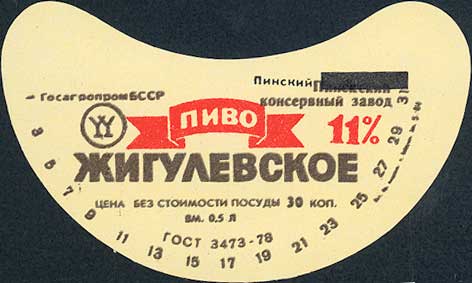 Пинский Пинский
- Госагропром БССР
консервный завод
ПИВО
11%
ЖИГУЛЕВСКОЕ
ЦЕНА БЕЗ СТОИМОСТИ ПОСУДЫ 30 КОП.
ВМ. 0,5 Л
ГОСТ 3473-78
3 5 7 9 11 13 15 17 19 21 23 25 27 29 31